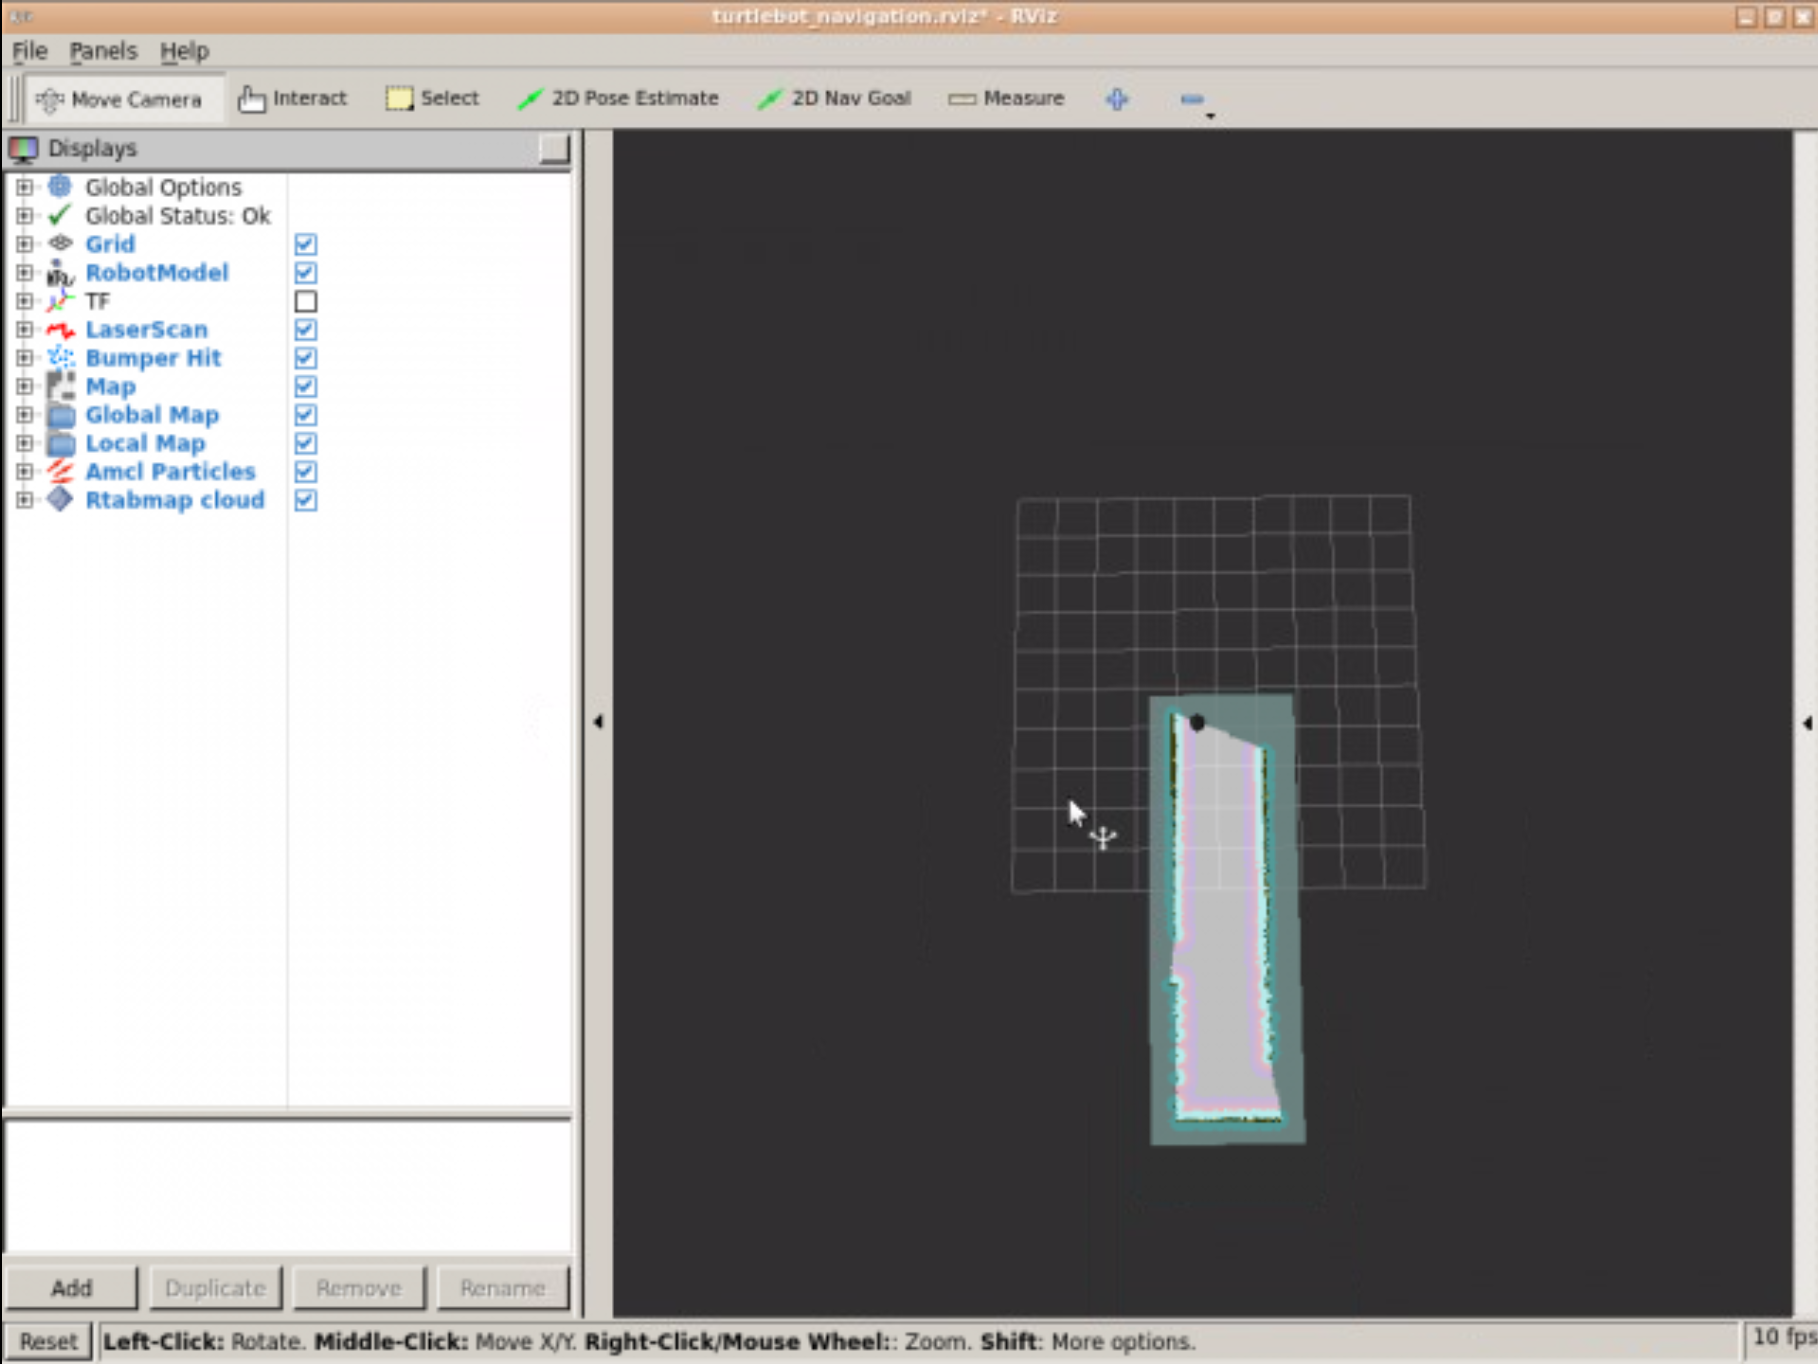 turtlebot_navigation.rviz* - RViz
File Panels Help
Move Camera Interact Select 2D Pose Estimate 2D Nav Goal Measure
Displays
Global Options
Global Status: Ok
Grid
RobotModel
TF
LaserScan
Bumper Hit
Map
Global Map
Local Map
Amcl Particles
Rtabmap cloud
Add Duplicate Remove Rename
Reset Left-Click: Rotate. Middle-Click: Move X/Y. Right-Click/Mouse Wheel:: Zoom. Shift: More options. 10 fps